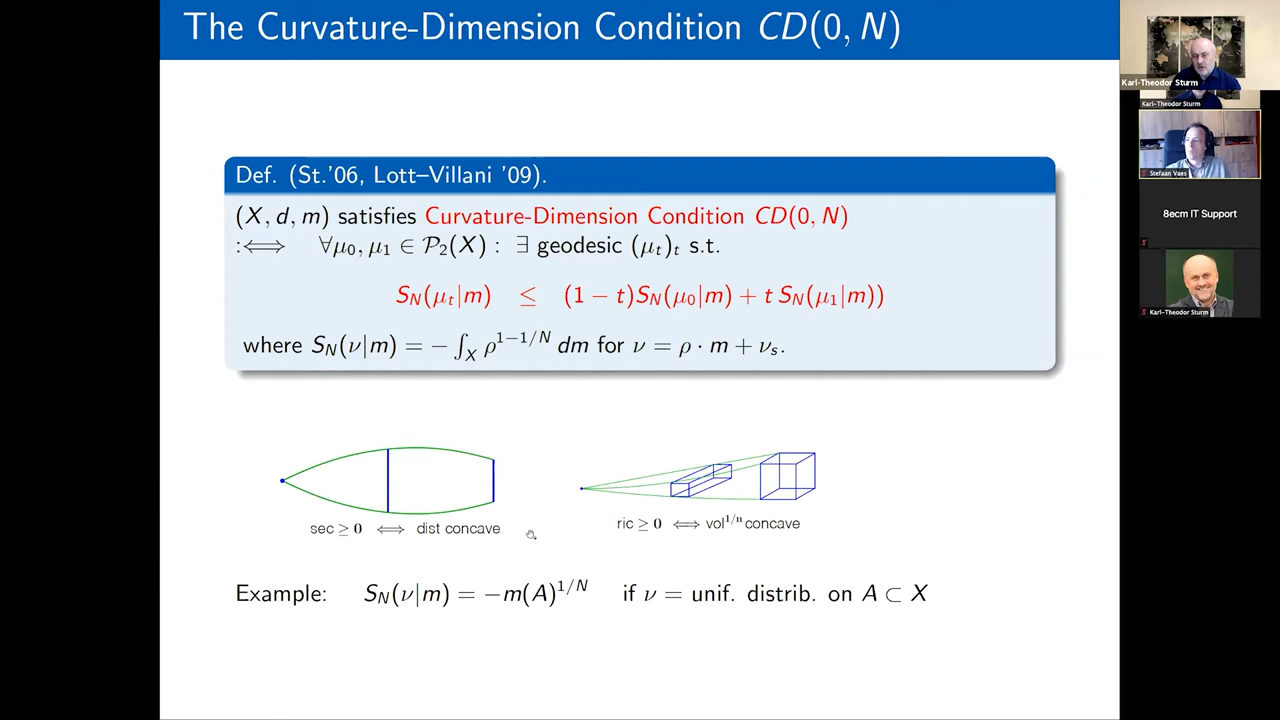 The Curvature-Dimension Condition CD(0, N)
Def. (St.'06, Lott–Villani '09).
(X, d, m) satisfies Curvature-Dimension Condition CD(0, N)
:⟺ ∀μ₀, μ₁ ∈ P₂(X) : ∃ geodesic (μₜ)ₜ s.t.
S_N(μₜ|m) ≤ (1 − t)S_N(μ₀|m) + t S_N(μ₁|m))
where S_N(ν|m) = − ∫_X ρ^{1−1/N} dm for ν = ρ · m + νₛ.
sec ≥ 0 ⟺ dist concave
ric ≥ 0 ⟺ vol^{1/n} concave
Example: S_N(ν|m) = −m(A)^{1/N} if ν = unif. distrib. on A ⊂ X
Karl-Theodor Sturm
Karl-Theodor Sturm
Stefaan Vaes
8ecm IT Support
Karl-Theodor Sturm